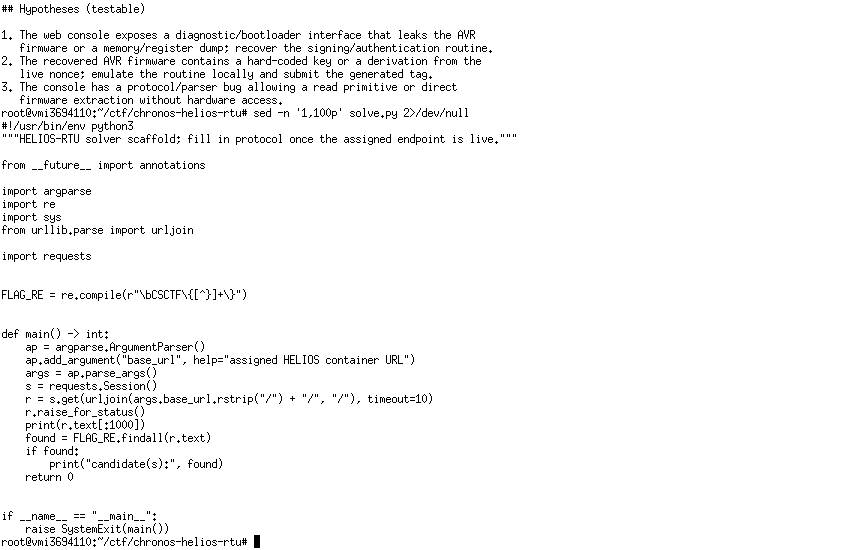 ## Hypotheses (testable)
1. The web console exposes a diagnostic/bootloader interface that leaks the AVR
   firmware or a memory/register dump; recover the signing/authentication routine.
2. The recovered AVR firmware contains a hard-coded key or a derivation from the
   live nonce; emulate the routine locally and submit the generated tag.
3. The console has a protocol/parser bug allowing a read primitive or direct
   firmware extraction without hardware access.
root@vmi3694110:~/ctf/chronos-helios-rtu# sed -n '1,100p' solve.py 2>/dev/null
#!/usr/bin/env python3
"""HELIOS-RTU solver scaffold; fill in protocol once the assigned endpoint is live."""

from __future__ import annotations

import argparse
import re
import sys
from urllib.parse import urljoin

import requests


FLAG_RE = re.compile(r"\bCSCTF\{[^}]+\}")


def main() -> int:
    ap = argparse.ArgumentParser()
    ap.add_argument("base_url", help="assigned HELIOS container URL")
    args = ap.parse_args()
    s = requests.Session()
    r = s.get(urljoin(args.base_url.rstrip("/") + "/", "/"), timeout=10)
    r.raise_for_status()
    print(r.text[:1000])
    found = FLAG_RE.findall(r.text)
    if found:
        print("candidate(s):", found)
    return 0


if __name__ == "__main__":
    raise SystemExit(main())
root@vmi3694110:~/ctf/chronos-helios-rtu#